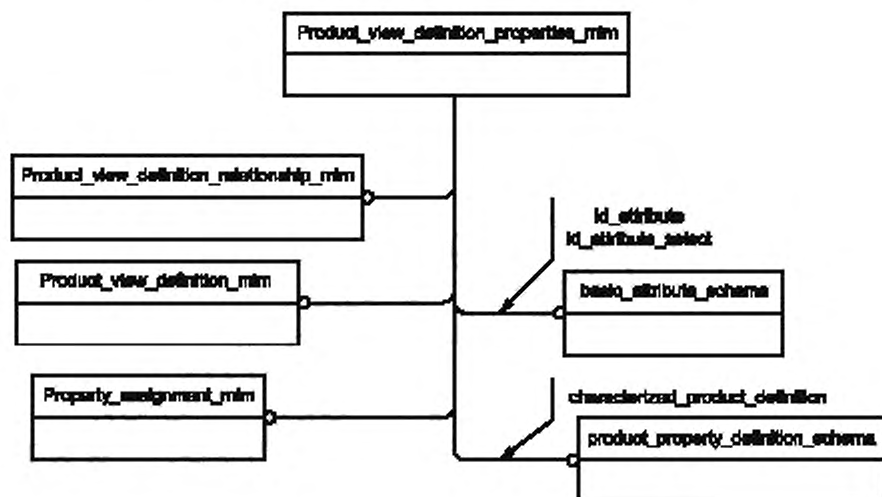 Product_view_definition_properties_mim
Product_view_definition_relationship_mim
id_attribute
id_attribute_select
Product_view_definition_mim
basic_attribute_schema
Property_assignment_mim
characterized_product_definition
product_property_definition_schema